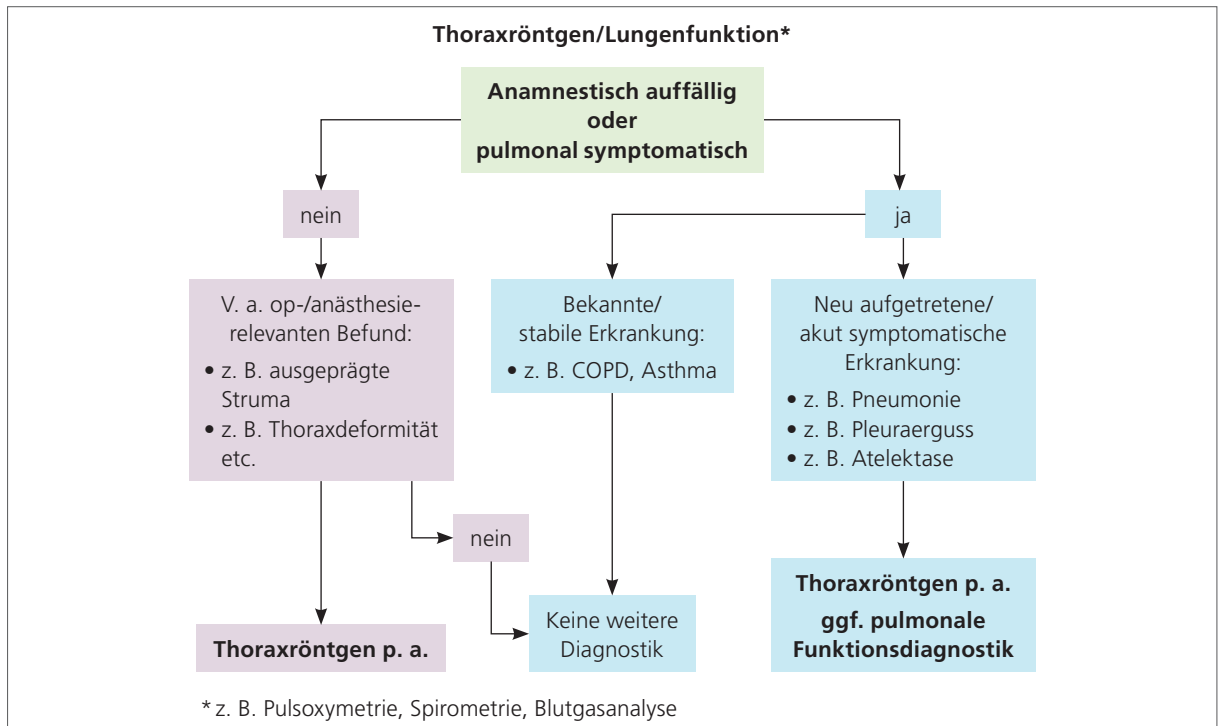 Thoraxröntgen/Lungenfunktion*
Anamnestisch auffällig
oder
pulmonal symptomatisch
nein
ja
V. a. op-/anästhesie-
relevanten Befund:
• z. B. ausgeprägte
Struma
• z. B. Thoraxdeformität
etc.
Bekannte/
stabile Erkrankung:
• z. B. COPD, Asthma
Neu aufgetretene/
akut symptomatische
Erkrankung:
• z. B. Pneumonie
• z. B. Pleuraerguss
• z. B. Atelektase
nein
Thoraxröntgen p. a.
Keine weitere
Diagnostik
Thoraxröntgen p. a.
ggf. pulmonale
Funktionsdiagnostik
* z. B. Pulsoxymetrie, Spirometrie, Blutgasanalyse